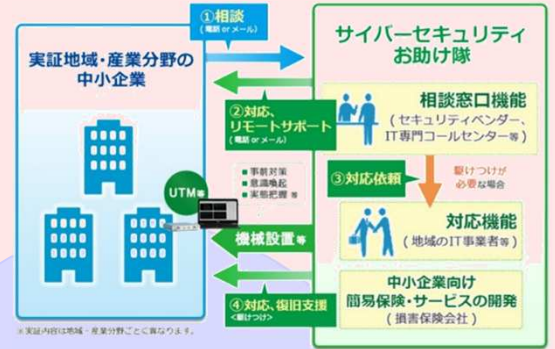 ①相談
(電話 or メール)
実証地域・産業分野の
中小企業
サイバーセキュリティ
お助け隊
②対応、
リモートサポート
(電話 or メール)
相談窓口機能
(セキュリティベンダー、
IT専門コールセンター等)
■事前対策
■意識喚起
■実態把握 等
③対応依頼
駆けつけが
必要な場合
UTM等
機械設置等
対応機能
(地域のIT事業者等)
④対応、復旧支援
<駆けつけ>
中小企業向け
簡易保険・サービスの開発
(損害保険会社)
※実証内容は地域・産業分野ごとに異なります。